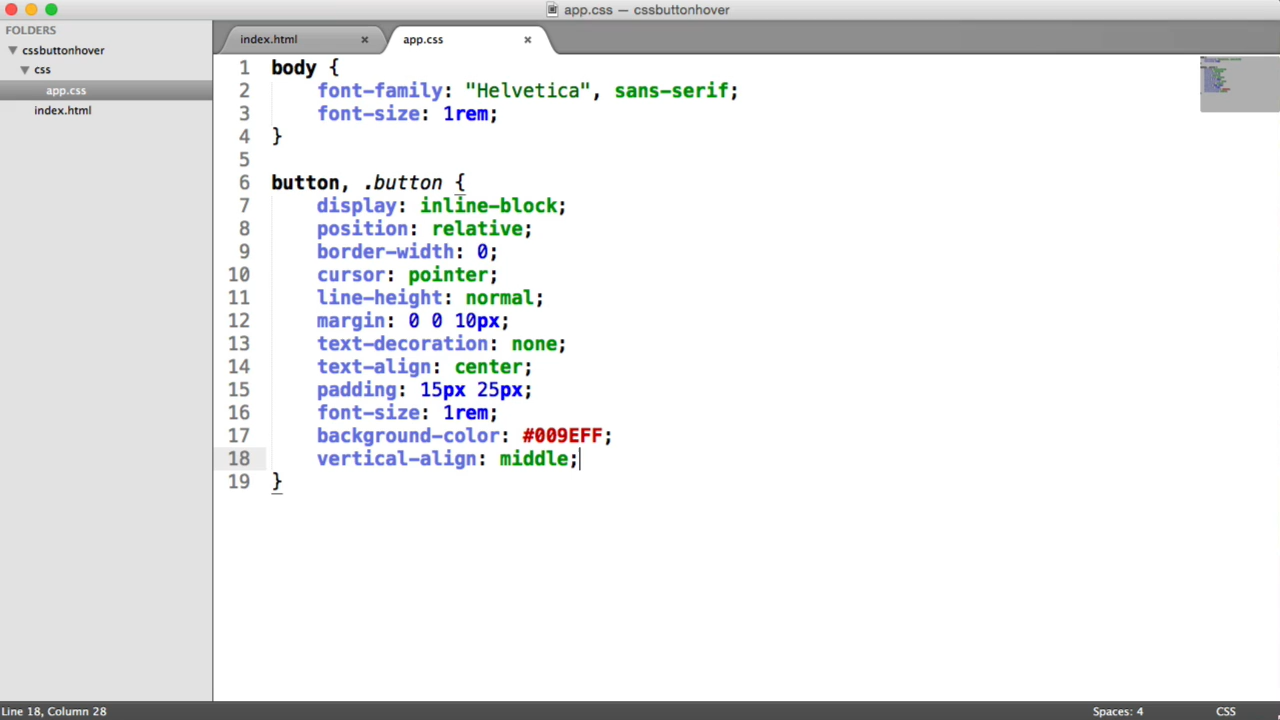 app.css — cssbuttonhover
FOLDERS
cssbuttonhover
css
app.css
index.html
index.html ×
app.css ×
1 body {
2     font-family: "Helvetica", sans-serif;
3     font-size: 1rem;
4 }
5
6 button, .button {
7     display: inline-block;
8     position: relative;
9     border-width: 0;
10     cursor: pointer;
11     line-height: normal;
12     margin: 0 0 10px;
13     text-decoration: none;
14     text-align: center;
15     padding: 15px 25px;
16     font-size: 1rem;
17     background-color: #009EFF;
18     vertical-align: middle;
19 }
Line 18, Column 28
Spaces: 4
CSS